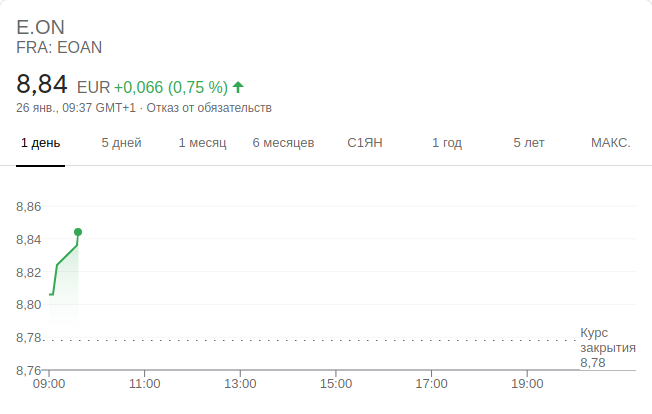 E.ON
FRA: EOAN
8,84 EUR +0,066 (0,75 %)
26 янв., 09:37 GMT+1 · Отказ от обязательств
1 день 5 дней 1 месяц 6 месяцев С1ЯН 1 год 5 лет МАКС.
8,86
8,84
8,82
8,80
8,78
Курс
закрытия
8,78
8,76
09:00 11:00 13:00 15:00 17:00 19:00